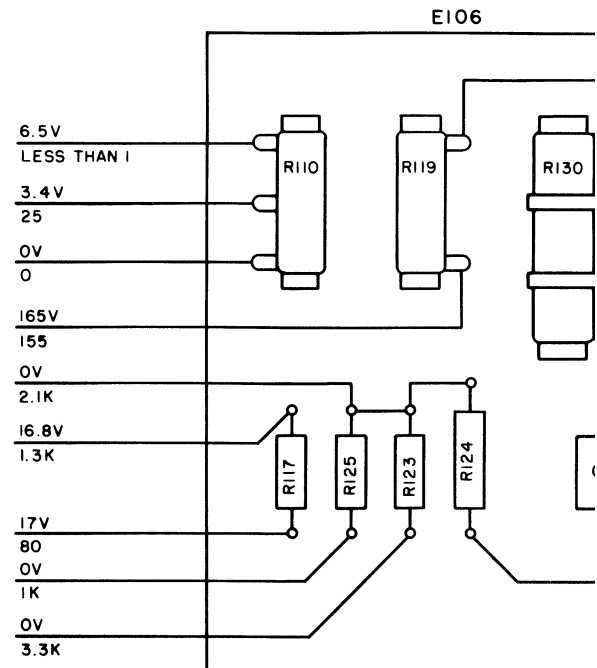 E106
6.5V
LESS THAN 1
R110
R119
R130
3.4V
25
0V
0
165V
155
0V
2.1K
16.8V
1.3K
R117
R125
R123
R124
17V
80
0V
1K
0V
3.3K